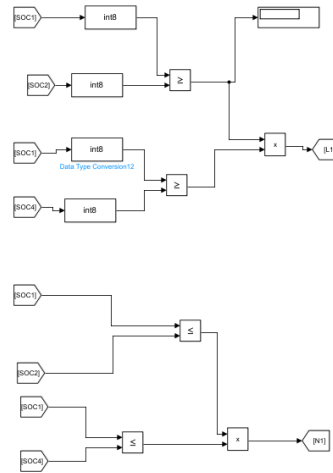 [SOC1]
int8
[SOC2]
int8
≥
[SOC1]
int8
Data Type Conversion12
x
[L1
≥
[SOC4]
int8
[SOC1]
≤
[SOC2]
[SOC1]
≤
x
[N1]
[SOC4]